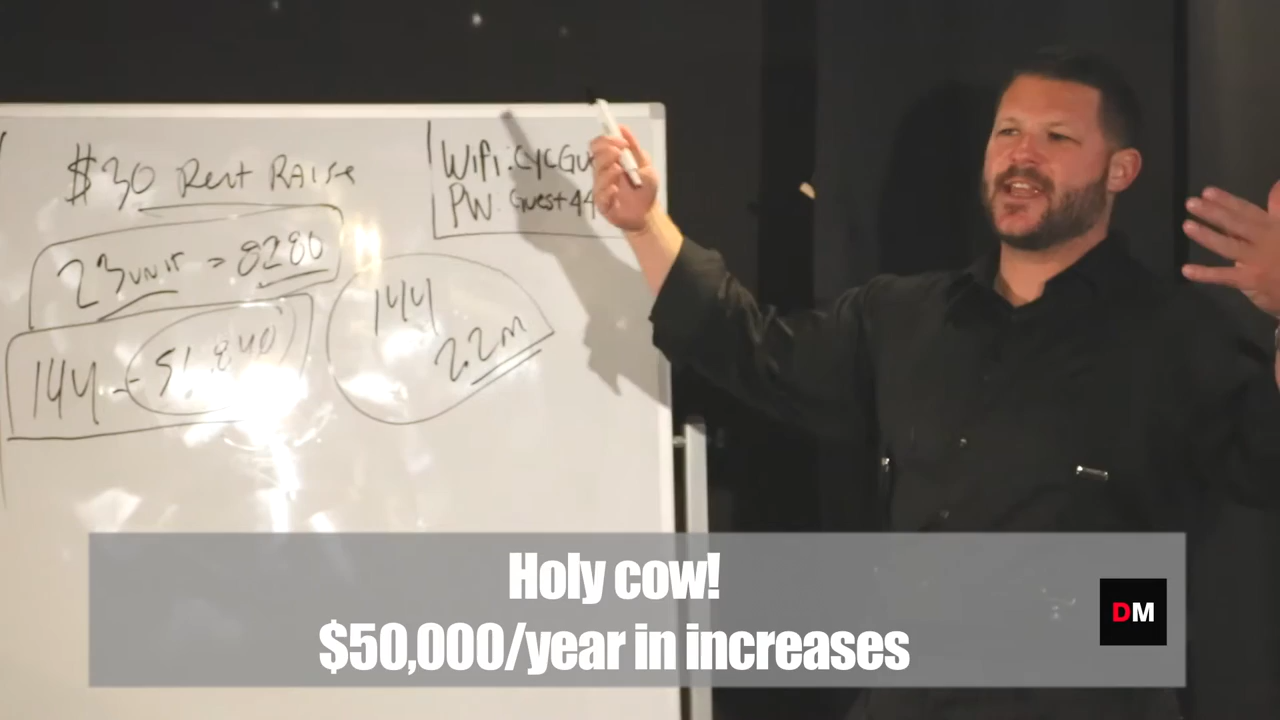 $30 Rent RAISe
23 UNIT = 8280
144 - 51,840
144
2.2m
WiFi: CYCGu
PW: Guest44
Holy cow!
$50,000/year in increases
DM